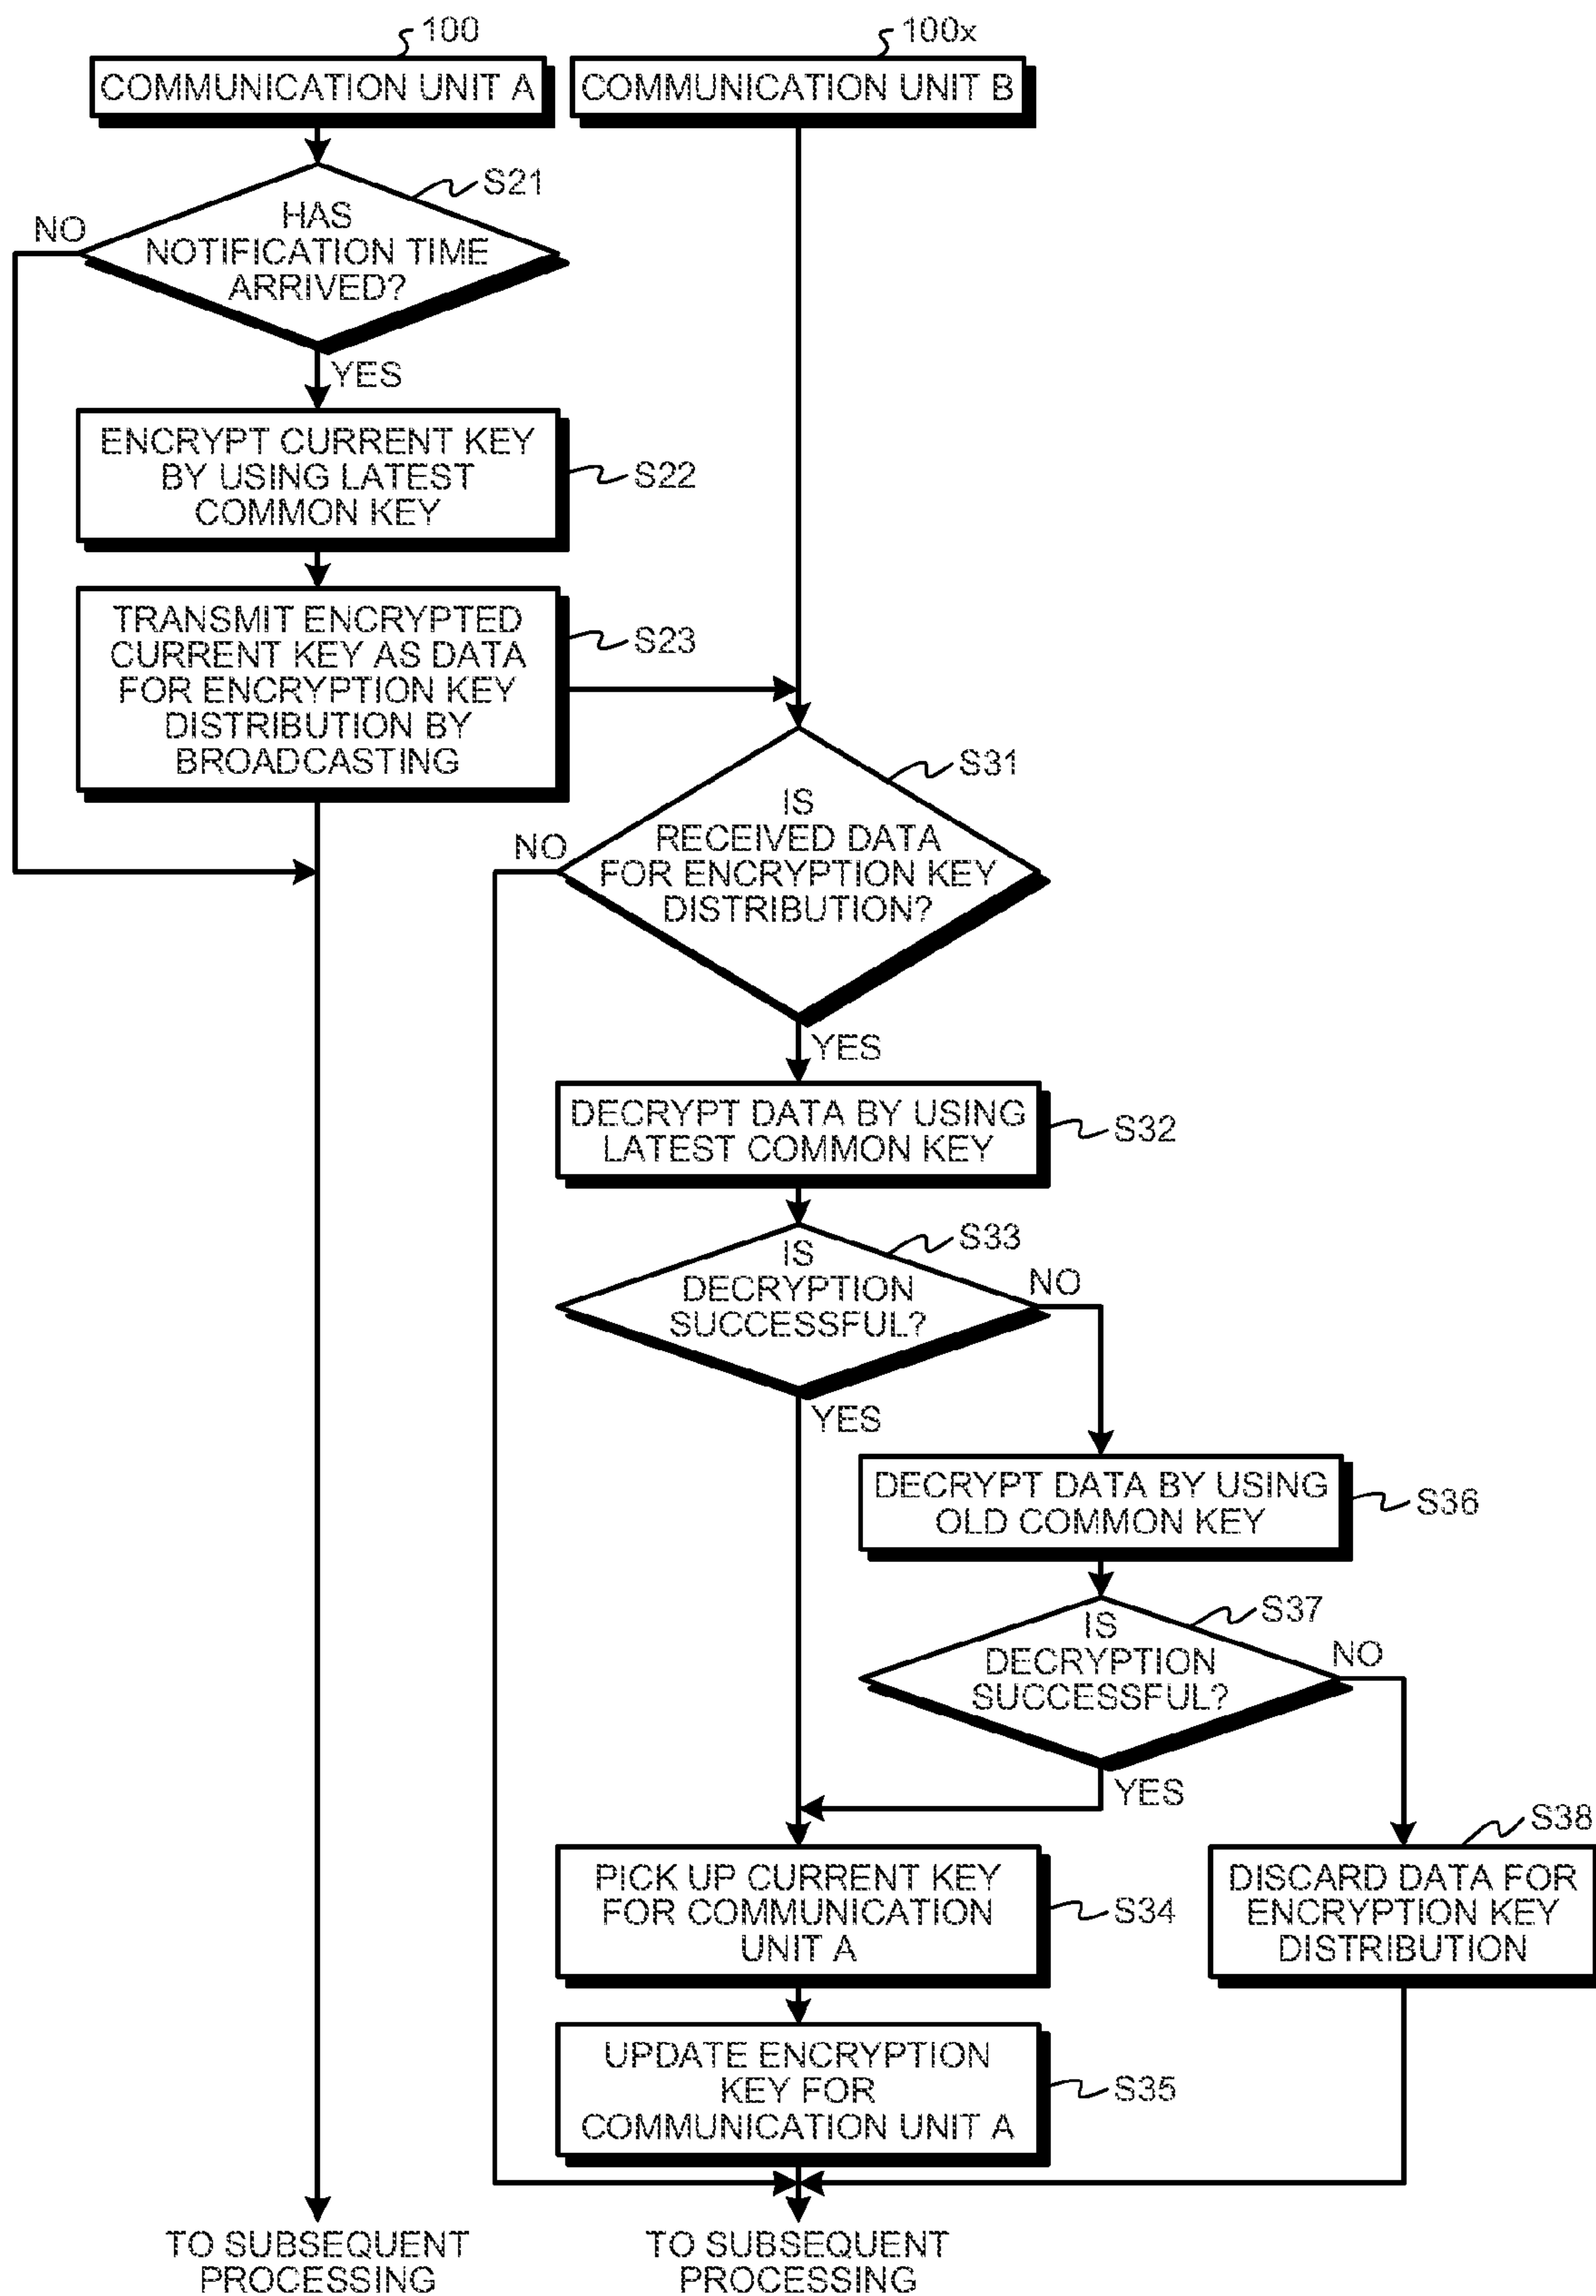 100
100x
COMMUNICATION UNIT A
COMMUNICATION UNIT B
S21
NO
HAS
NOTIFICATION TIME
ARRIVED?
YES
ENCRYPT CURRENT KEY
BY USING LATEST
COMMON KEY
S22
TRANSMIT ENCRYPTED
CURRENT KEY AS DATA
FOR ENCRYPTION KEY
DISTRIBUTION BY
BROADCASTING
S23
S31
NO
IS
RECEIVED DATA
FOR ENCRYPTION KEY
DISTRIBUTION?
YES
DECRYPT DATA BY USING
LATEST COMMON KEY
S32
S33
IS
DECRYPTION
SUCCESSFUL?
NO
YES
DECRYPT DATA BY USING
OLD COMMON KEY
S36
S37
IS
DECRYPTION
SUCCESSFUL?
NO
YES
S38
PICK UP CURRENT KEY
FOR COMMUNICATION
UNIT A
S34
DISCARD DATA FOR
ENCRYPTION KEY
DISTRIBUTION
UPDATE ENCRYPTION
KEY FOR
COMMUNICATION UNIT A
S35
TO SUBSEQUENT
PROCESSING
TO SUBSEQUENT
PROCESSING